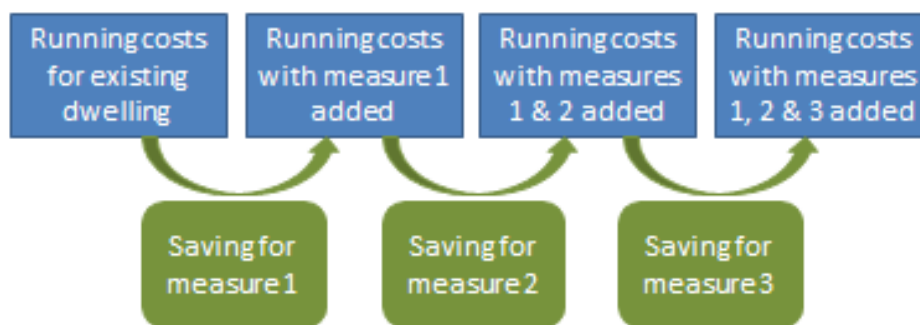 Running costs
for existing
dwelling
Running costs
with measure 1
added
Running costs
with measures
1 & 2 added
Running costs
with measures
1, 2 & 3 added
Saving for
measure 1
Saving for
measure 2
Saving for
measure 3